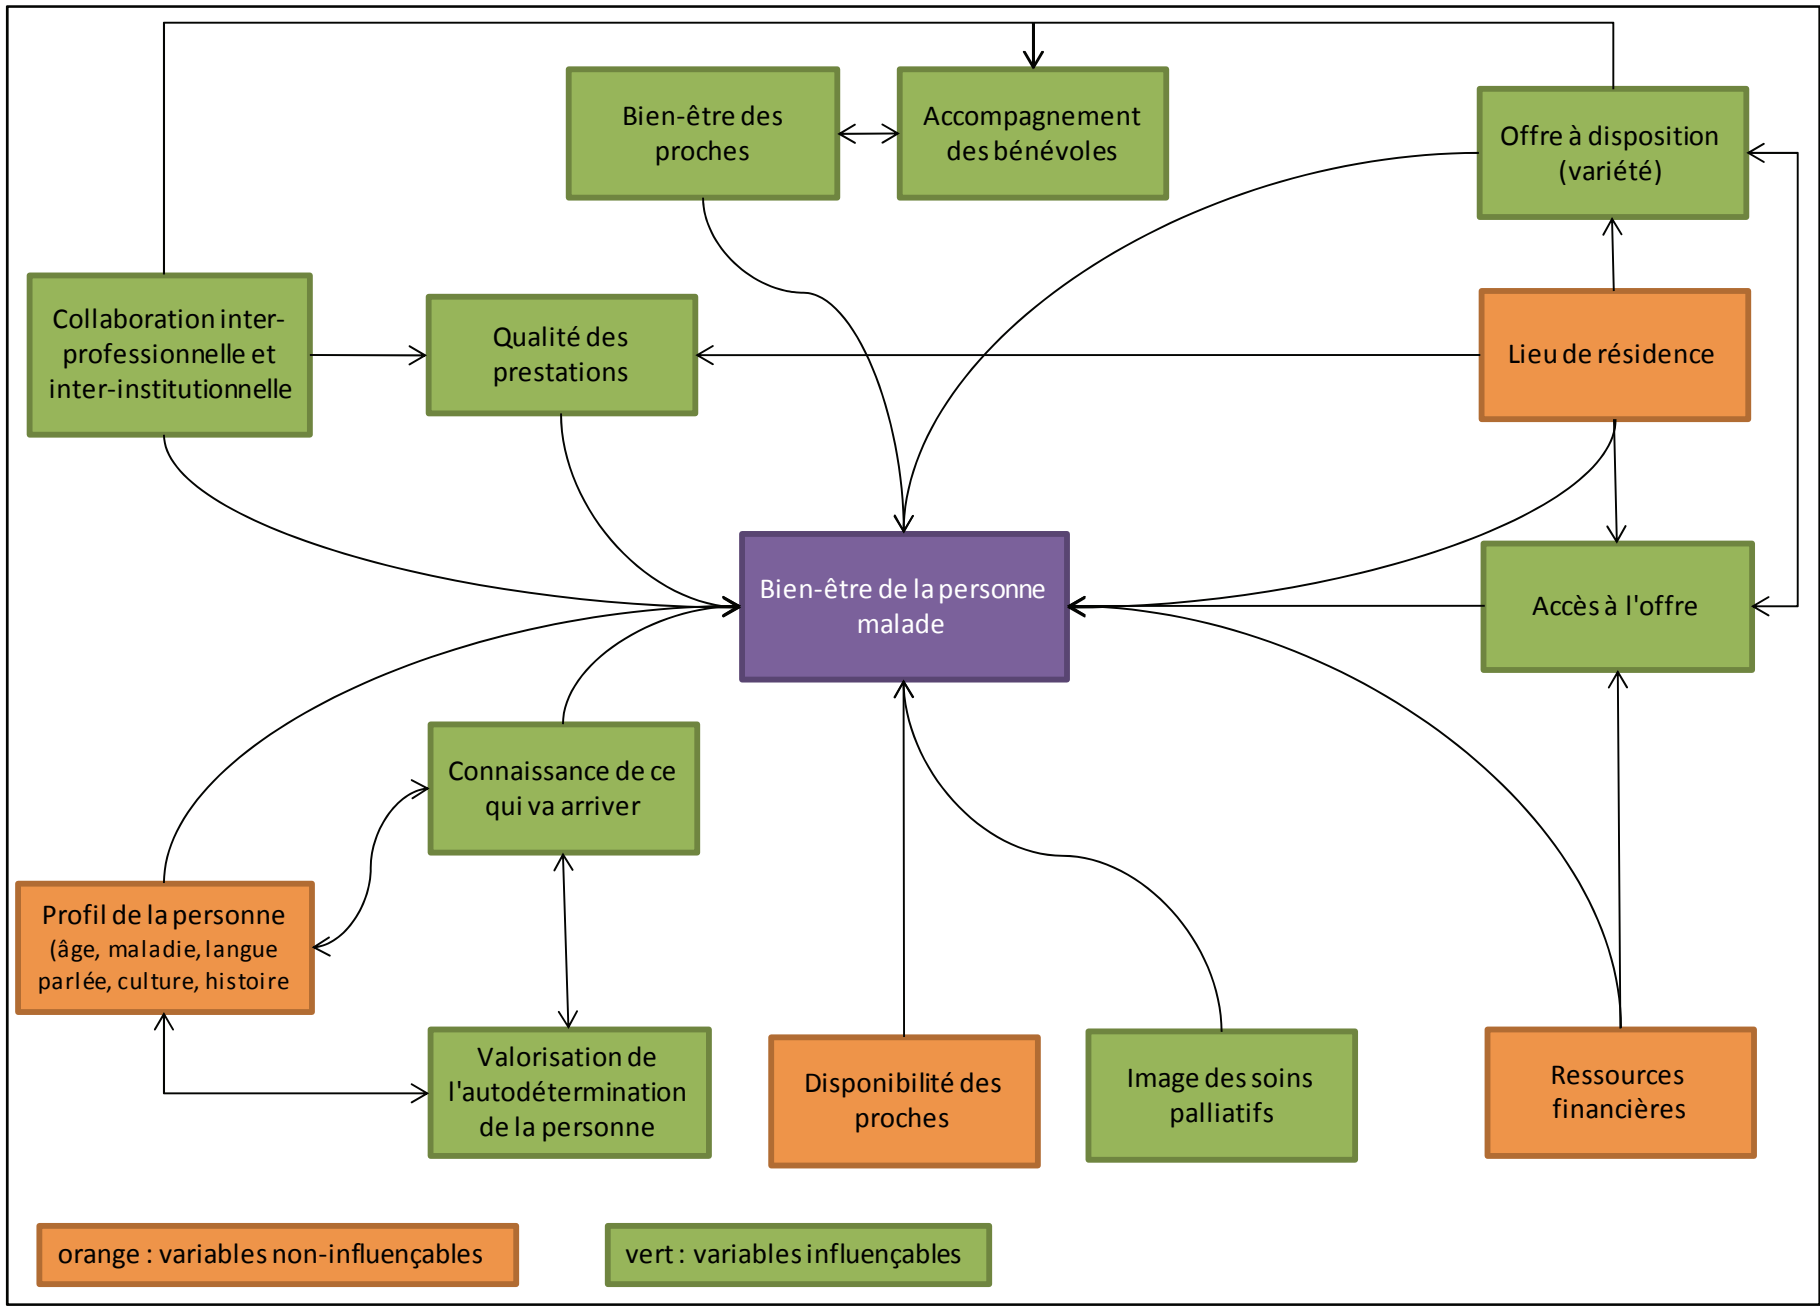 Bien-être des
proches
Accompagnement
des bénévoles
Offre à disposition
(variété)
Collaboration inter-
professionnelle et
inter-institutionnelle
Qualité des
prestations
Lieu de résidence
Bien-être de la personne
malade
Accès à l'offre
Connaissance de ce
qui va arriver
Profil de la personne
(âge, maladie, langue
parlée, culture, histoire
Valorisation de
l'autodétermination
de la personne
Disponibilité des
proches
Image des soins
palliatifs
Ressources
financières
orange : variables non-influençables
vert : variables influençables